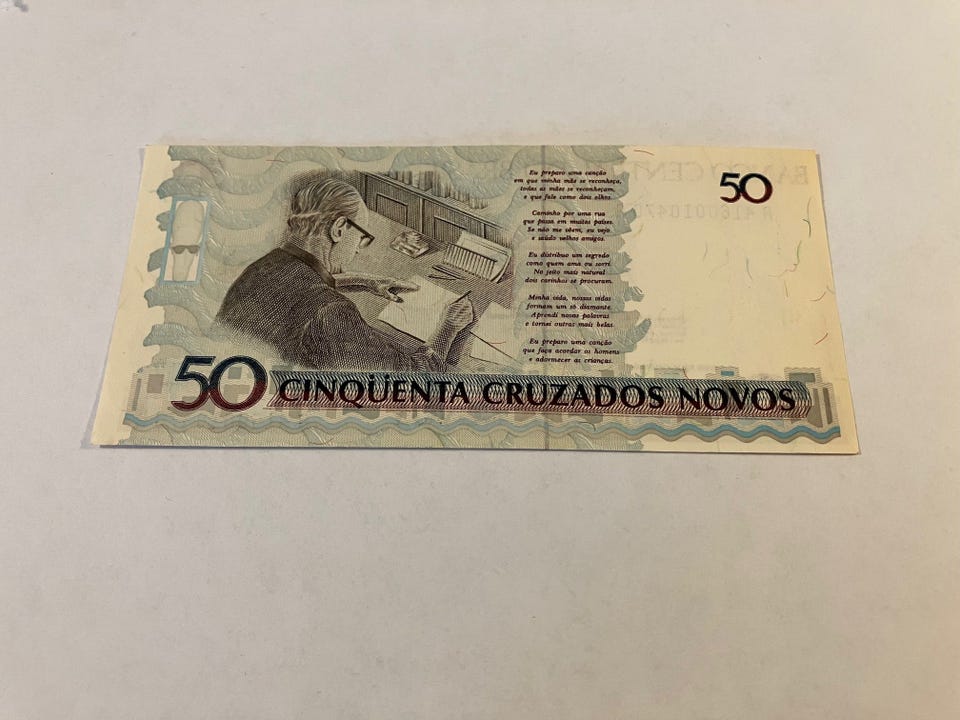 Eu preparo uma canção
em que minha mãe se reconheça,
todas as mães se reconheçam,
e que fale como dois olhos.
Caminho por uma rua
que passa em muitos países.
Se não me vêem, eu vejo
e saúdo velhos amigos.
Eu distribuo um segredo
como quem ama ou sorri.
No jeito mais natural
dois carinhos se procuram.
Minha vida, nossas vidas
formam um só diamante.
Aprendi novas palavras
e tornei outras mais belas.
Eu preparo uma canção
que faça acordar os homens
e adormecer as crianças.
50
50 CINQÜENTA CRUZADOS NOVOS